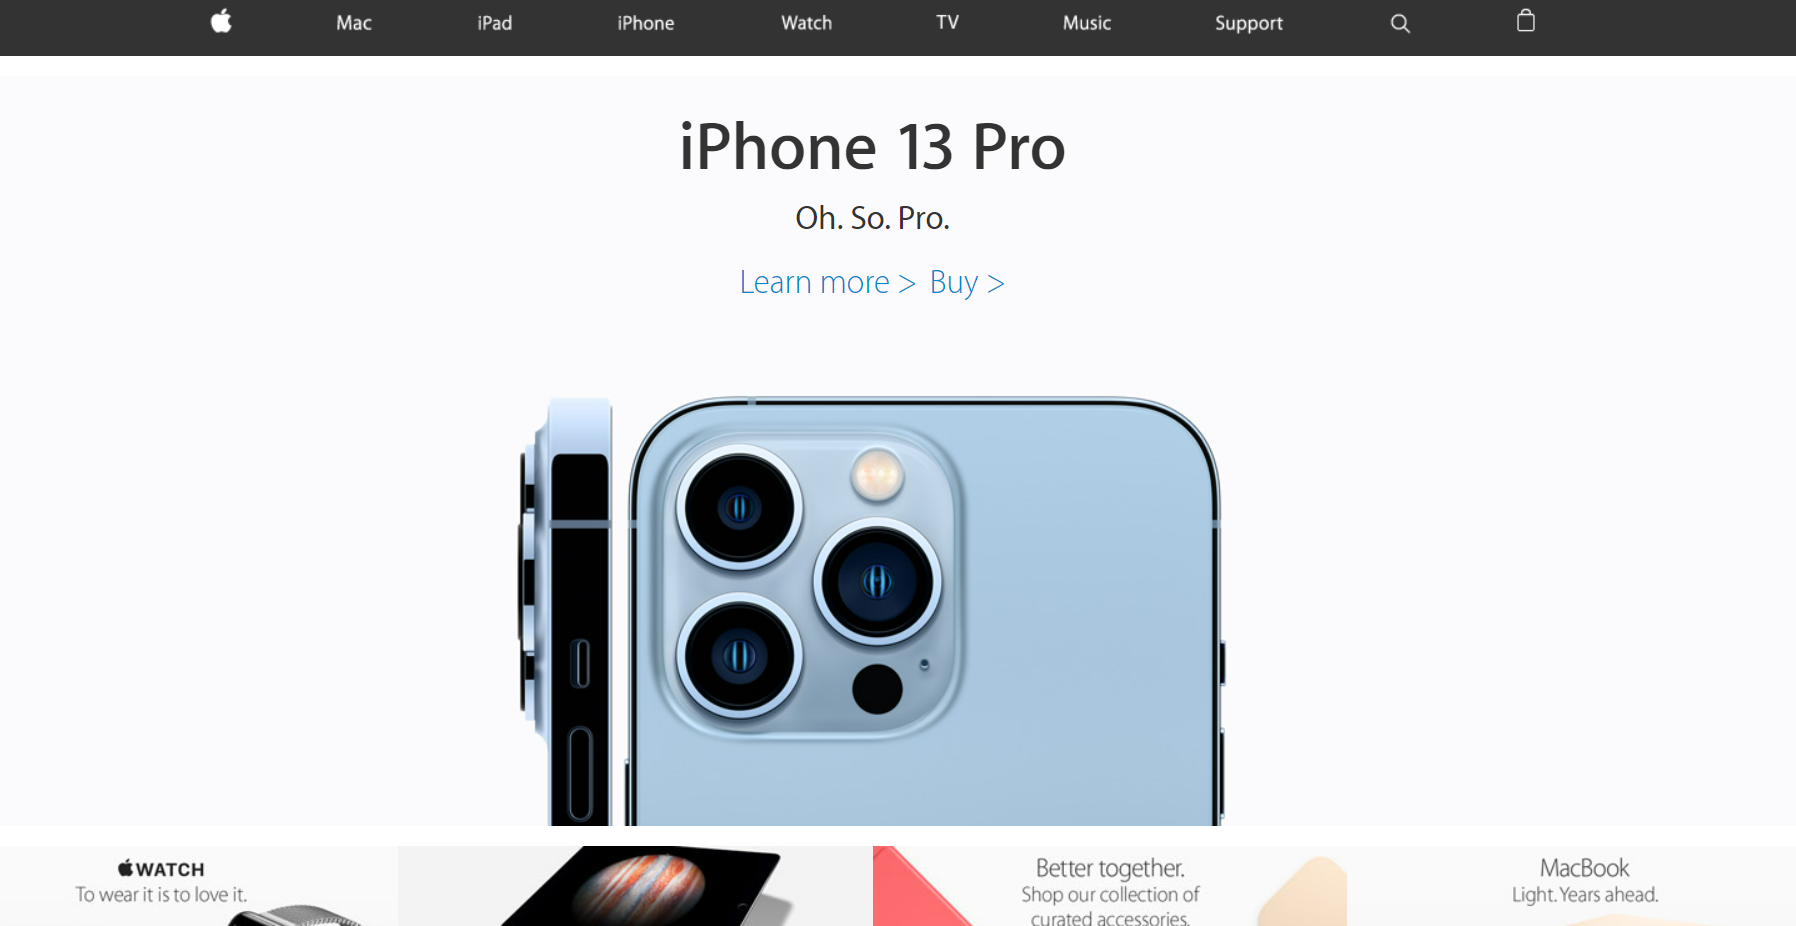 Mac iPad iPhone Watch TV Music Support
iPhone 13 Pro
Oh. So. Pro.
Learn more > Buy >
WATCH
To wear it is to love it.
Better together.
Shop our collection of
curated accessories.
MacBook
Light. Years ahead.